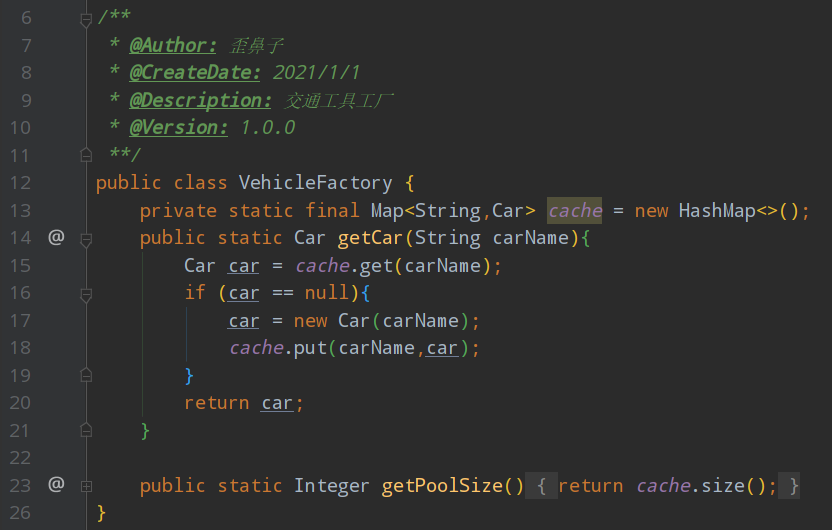 6 /**
7 * @Author: 歪鼻子
8 * @CreateDate: 2021/1/1
9 * @Description: 交通工具工厂
10 * @Version: 1.0.0
11 **/
12 public class VehicleFactory {
13 private static final Map<String,Car> cache = new HashMap<>();
14 @ public static Car getCar(String carName){
15 Car car = cache.get(carName);
16 if (car == null){
17 car = new Car(carName);
18 cache.put(carName,car);
19 }
20 return car;
21 }
22
23 @ public static Integer getPoolSize() { return cache.size(); }
26 }